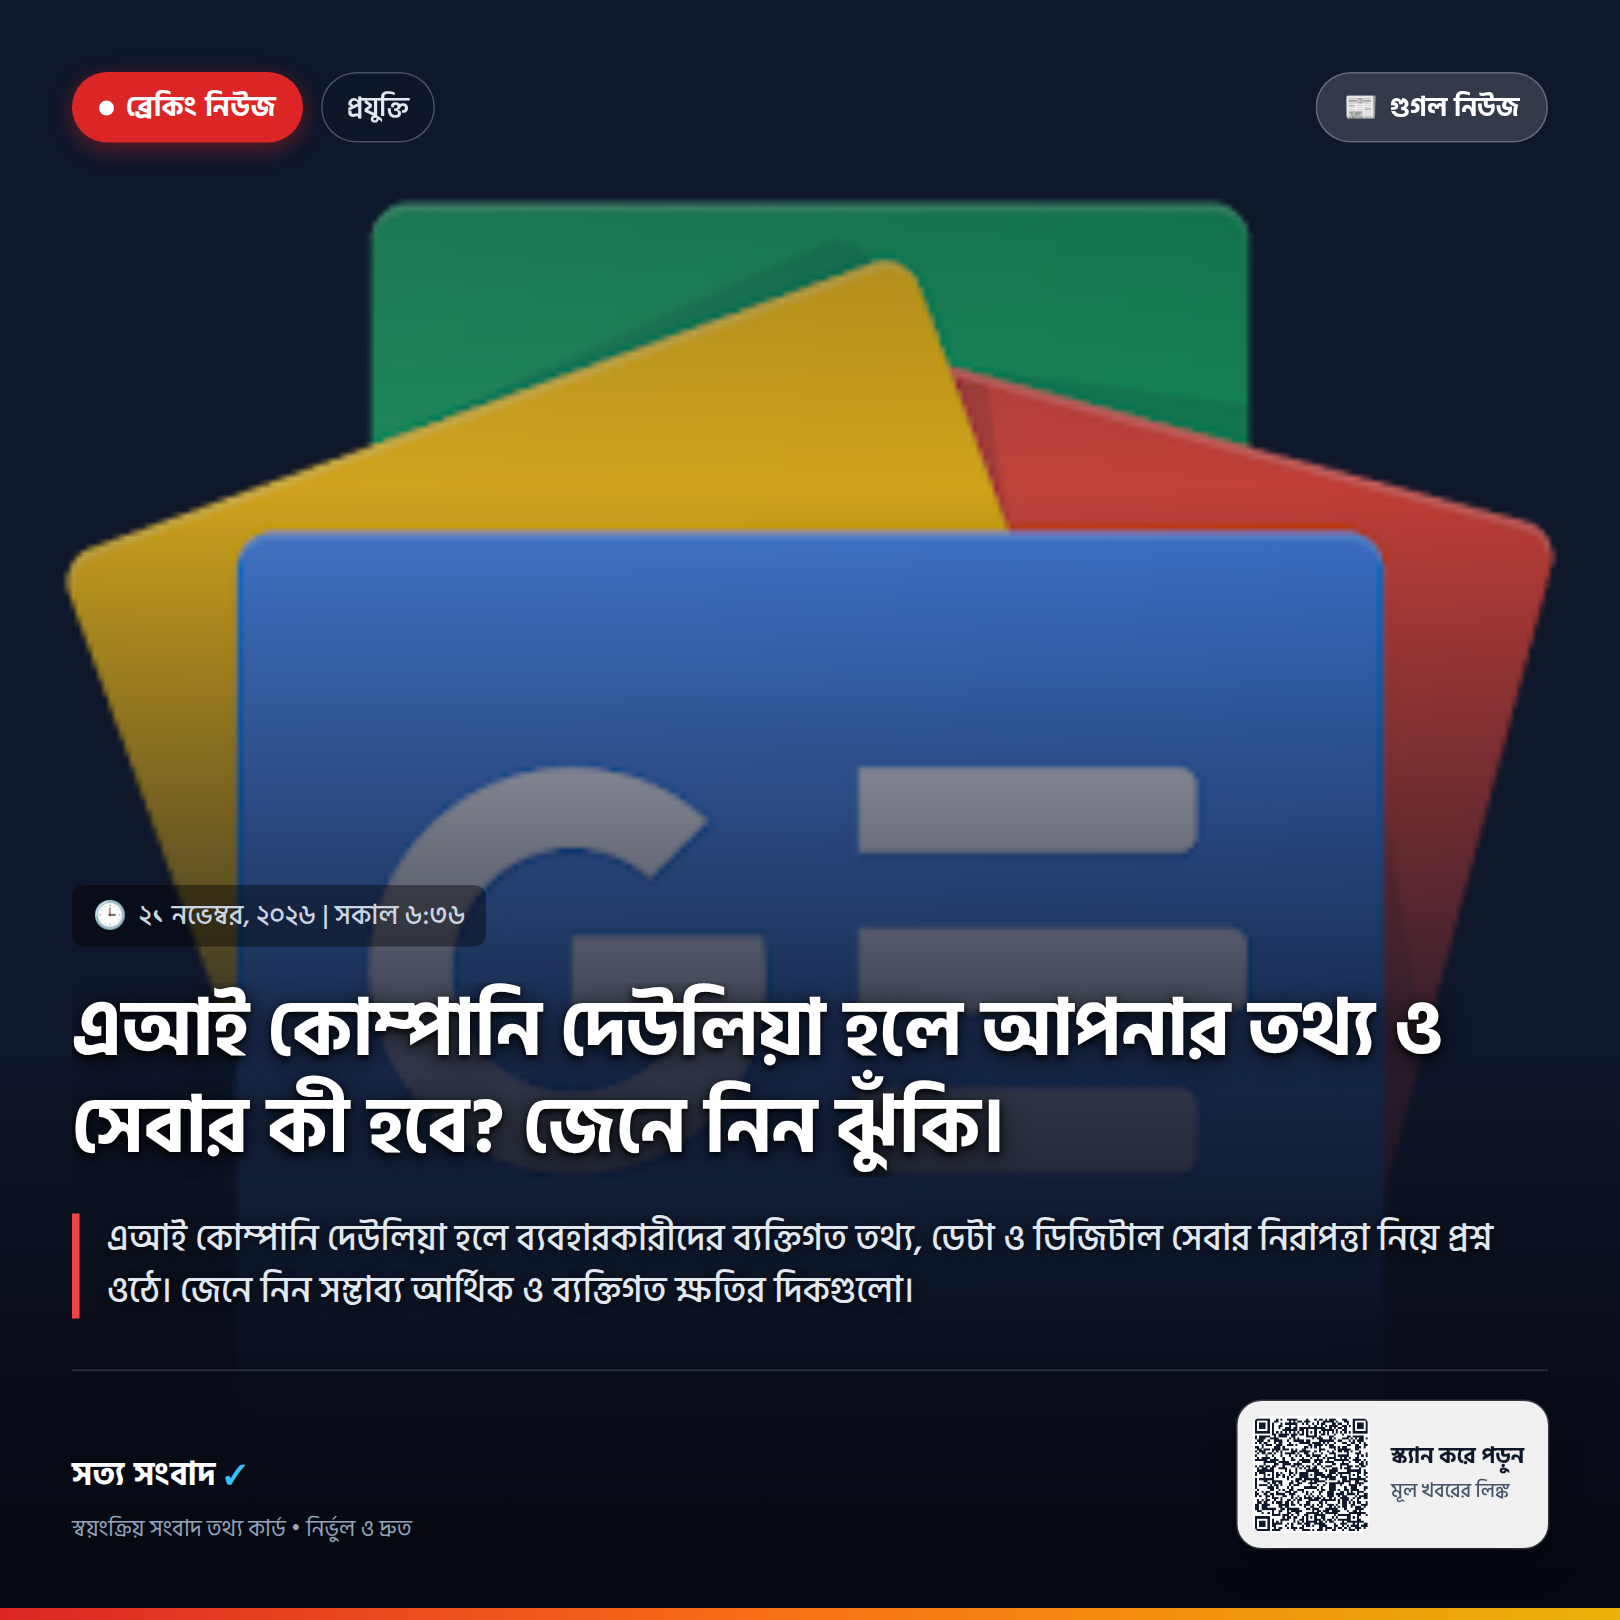 ব্রেকিং নিউজ
প্রযুক্তি
গুগল নিউজ
নভেম্বর, ২০২৬ | সকাল ৬:৩৬
এআই কোম্পানি দেউলিয়া হলে আপনার তথ্য ও
সেবার কী হবে? জেনে নিন ঝুঁকি।
এআই কোম্পানি দেউলিয়া হলে ব্যবহারকারীদের ব্যক্তিগত তথ্য, ডেটা ও ডিজিটাল সেবার নিরাপত্তা নিয়ে প্রশ্ন
ওঠে। জেনে নিন সম্ভাব্য আর্থিক ও ব্যক্তিগত ক্ষতির দিকগুলো।
সত্য সংবাদ ✓
স্বয়ংক্রিয় সংবাদ তথ্য কার্ড • নির্ভুল ও দ্রুত
স্ক্যান করে পড়ুন
মূল খবরের লিঙ্ক